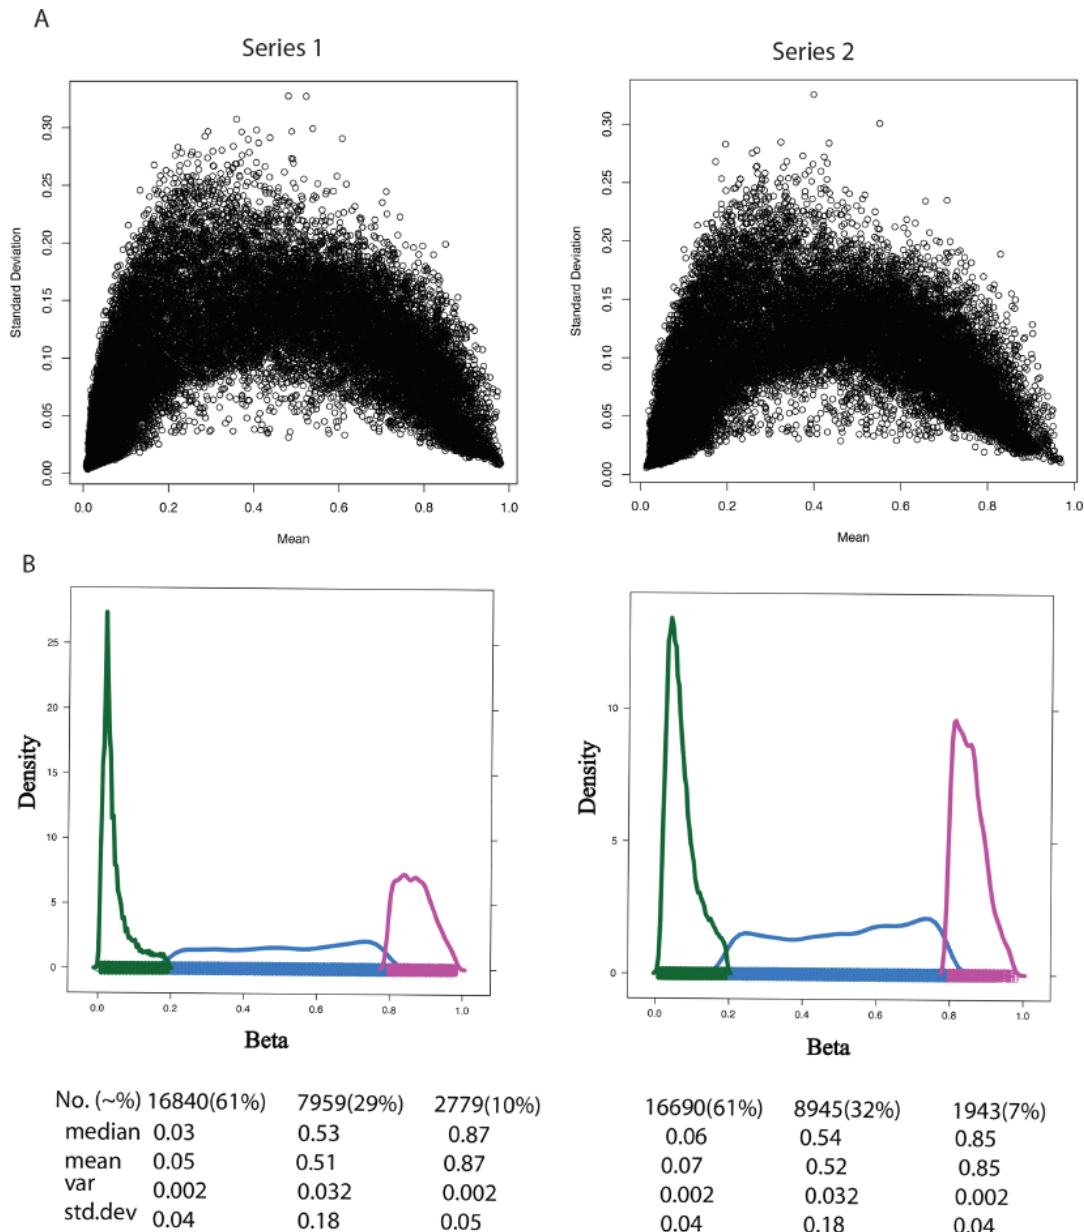 A
Series 1
Series 2
0.30
0.25
0.20
0.15
0.10
0.05
0.00
Standard Deviation
0.0 0.2 0.4 0.6 0.8 1.0
Mean
0.30
0.25
0.20
0.15
0.10
0.05
0.00
Standard Deviation
0.0 0.2 0.4 0.6 0.8 1.0
Mean
B
25
20
15
10
5
0
Density
0.0 0.2 0.4 0.6 0.8 1.0
Beta
10
5
0
Density
0.0 0.2 0.4 0.6 0.8 1.0
Beta
No. (~%) 16840(61%) 7959(29%) 2779(10%)
median 0.03 0.53 0.87
mean 0.05 0.51 0.87
var 0.002 0.032 0.002
std.dev 0.04 0.18 0.05
16690(61%) 8945(32%) 1943(7%)
0.06 0.54 0.85
0.07 0.52 0.85
0.002 0.032 0.002
0.04 0.18 0.04